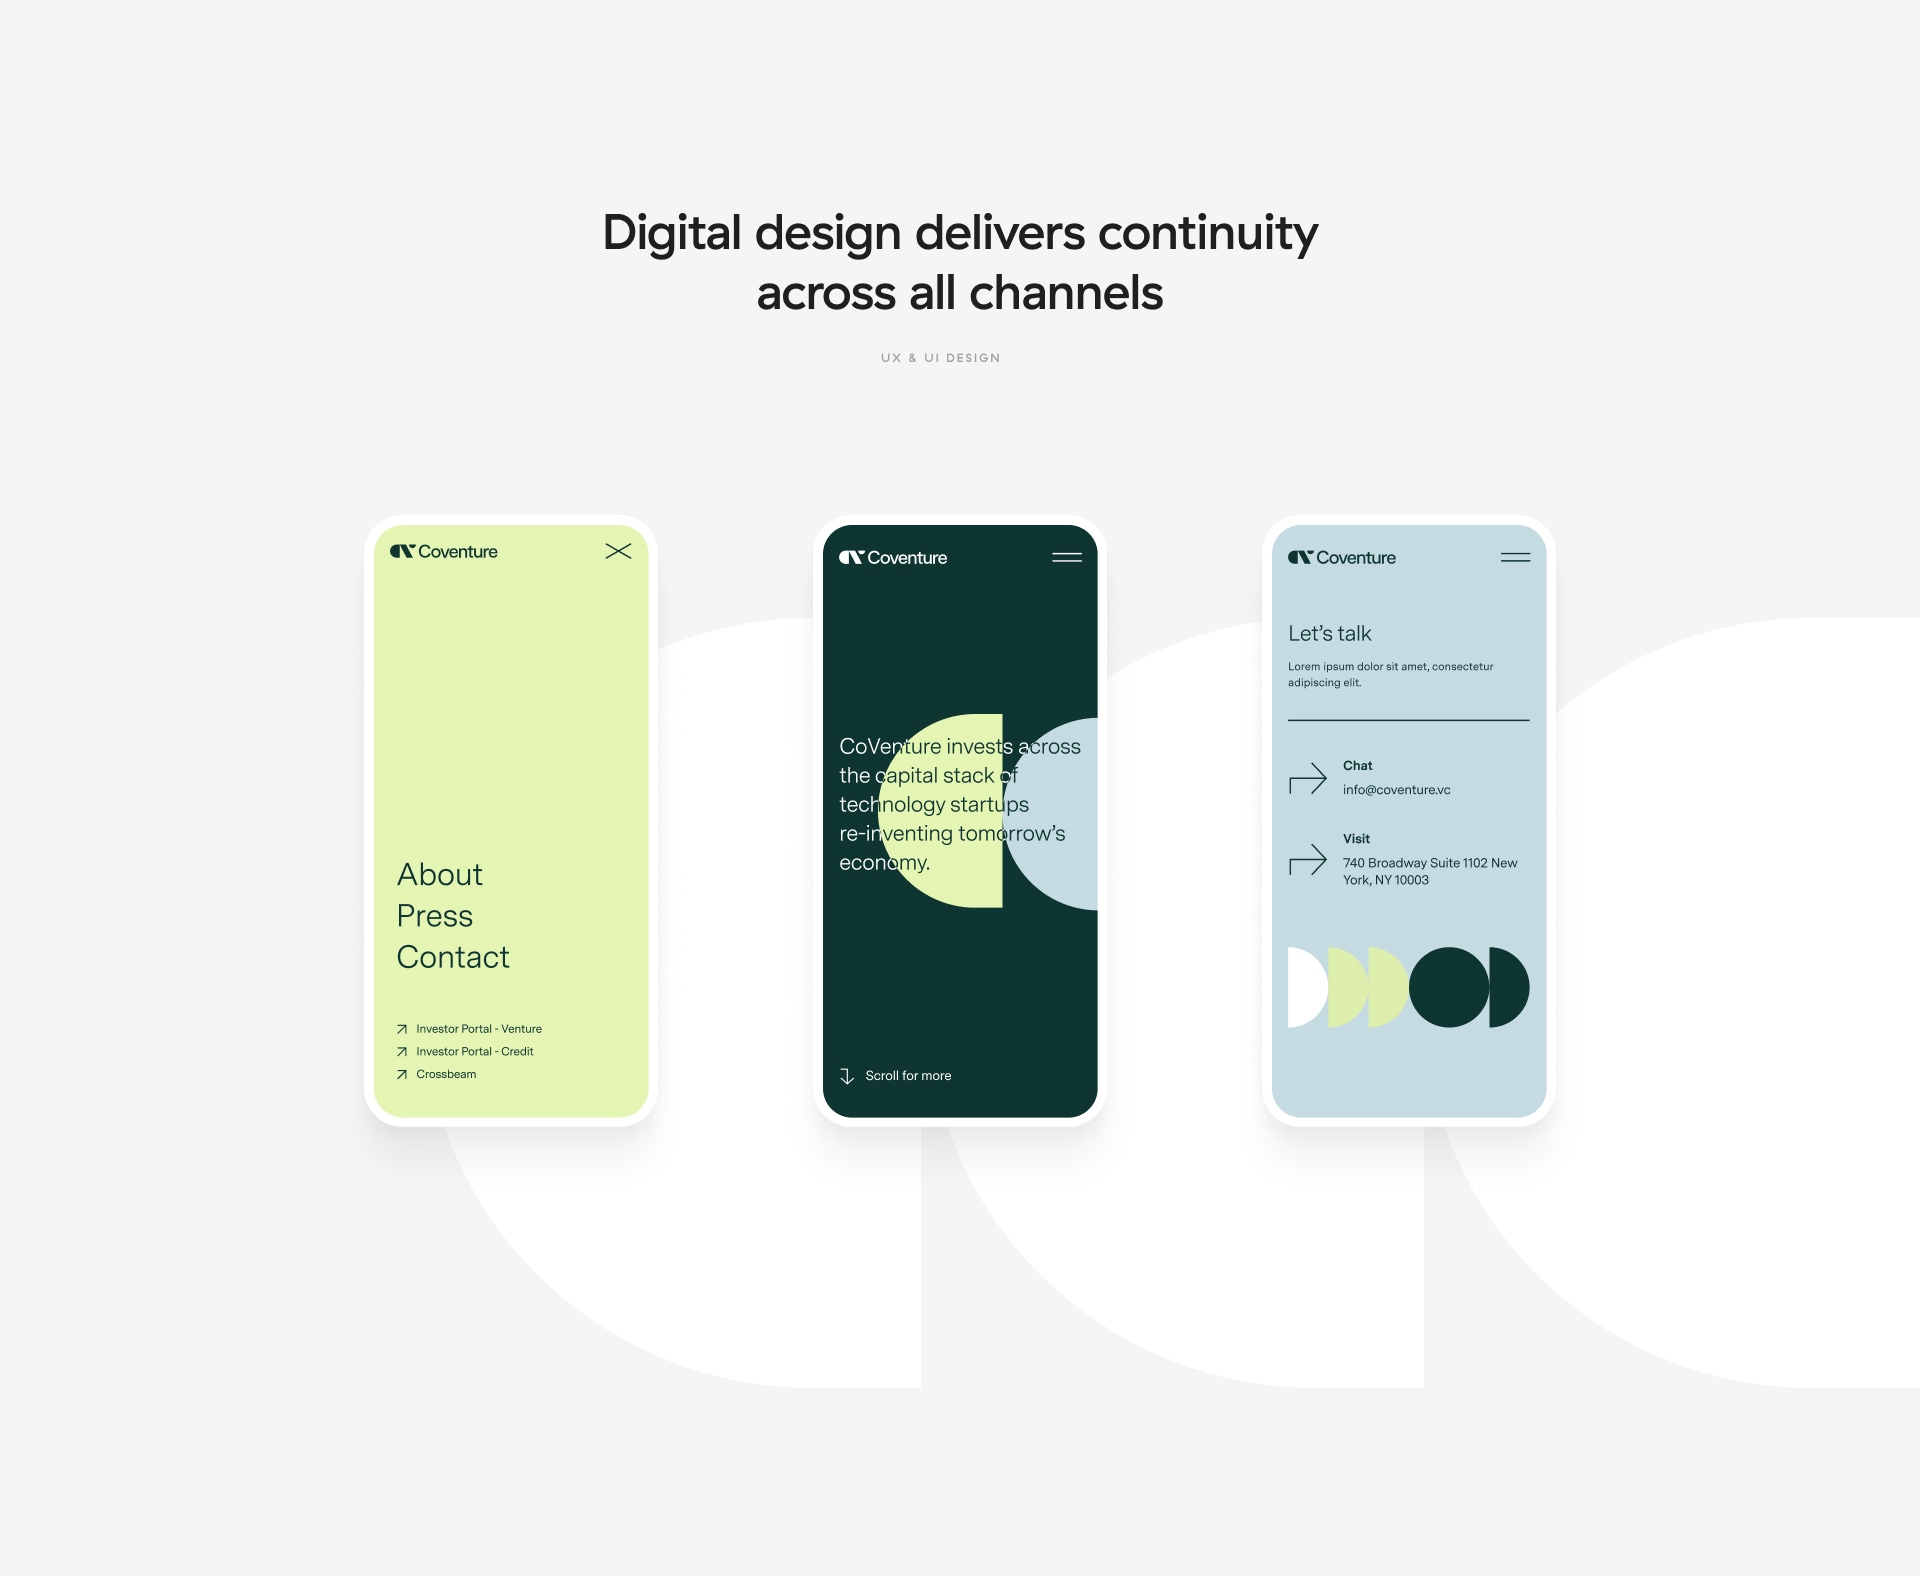 Digital design delivers continuity
across all channels
UX & UI DESIGN
Coventure
About
Press
Contact
Investor Portal - Venture
Investor Portal - Credit
Crossbeam
Coventure
CoVenture invests across
the capital stack of
technology startups
re-inventing tomorrow's
economy.
Scroll for more
Coventure
Let's talk
Lorem ipsum dolor sit amet, consectetur
adipiscing elit.
Chat
info@coventure.vc
Visit
740 Broadway Suite 1102 New
York, NY 10003